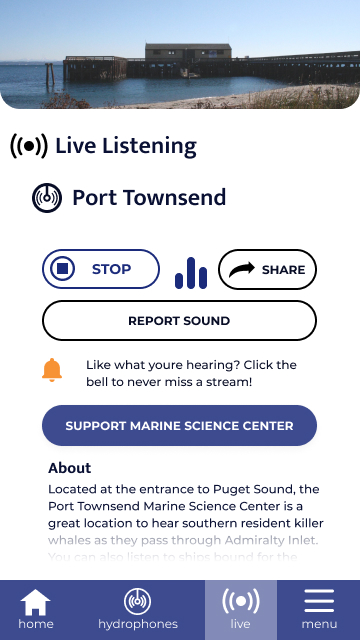 Live Listening
Port Townsend
STOP
SHARE
REPORT SOUND
Like what youre hearing? Click the
bell to never miss a stream!
SUPPORT MARINE SCIENCE CENTER
About
Located at the entrance to Puget Sound, the
Port Townsend Marine Science Center is a
great location to hear southern resident killer
whales as they pass through Admiralty Inlet.
You can also listen to ships bound for the
home
hydrophones
live
menu